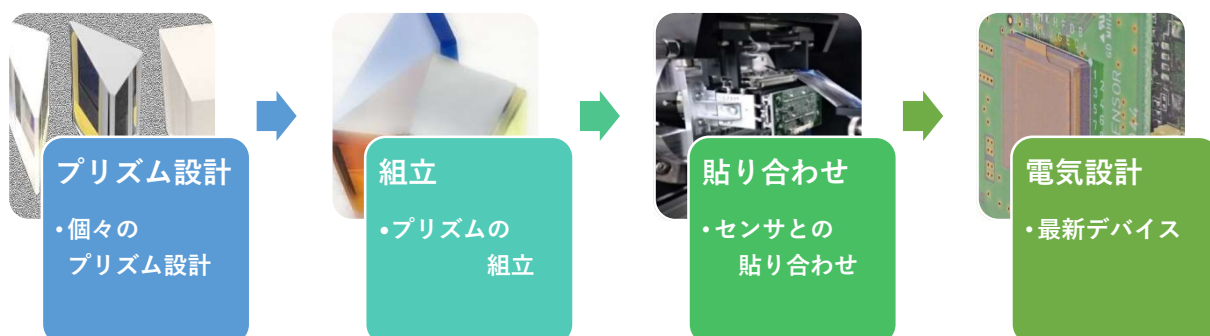 プリズム設計
・個々の
プリズム設計
組立
•プリズムの
組立
貼り合わせ
・センサとの
貼り合わせ
電気設計
・最新デバイス
ENSOR